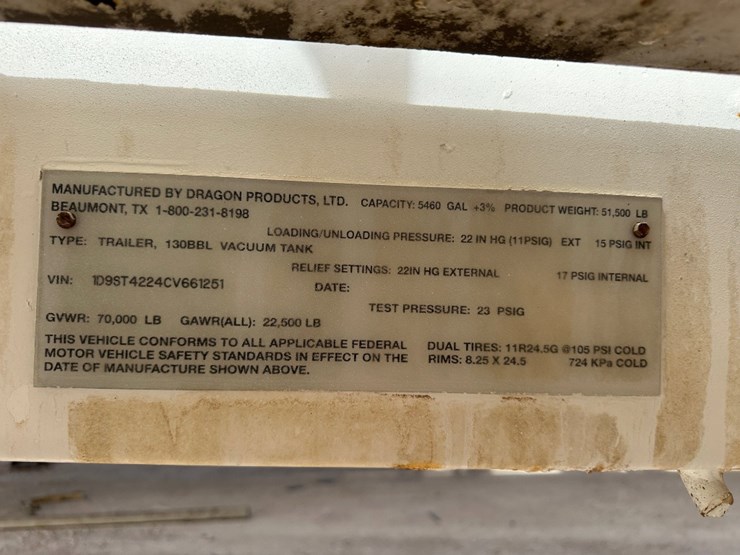 MANUFACTURED BY DRAGON PRODUCTS, LTD. CAPACITY: 5460 GAL +3% PRODUCT WEIGHT: 51,500 LB
BEAUMONT, TX 1-800-231-8198
LOADING/UNLOADING PRESSURE: 22 IN HG (11PSIG) EXT 15 PSIG INT
TYPE: TRAILER, 130BBL VACUUM TANK
RELIEF SETTINGS: 22IN HG EXTERNAL 17 PSIG INTERNAL
VIN: 1D9ST4224CV661251
DATE:
TEST PRESSURE: 23 PSIG
GVWR: 70,000 LB GAWR(ALL): 22,500 LB
THIS VEHICLE CONFORMS TO ALL APPLICABLE FEDERAL
MOTOR VEHICLE SAFETY STANDARDS IN EFFECT ON THE
DATE OF MANUFACTURE SHOWN ABOVE.
DUAL TIRES: 11R24.5G @105 PSI COLD
RIMS: 8.25 X 24.5 724 KPa COLD